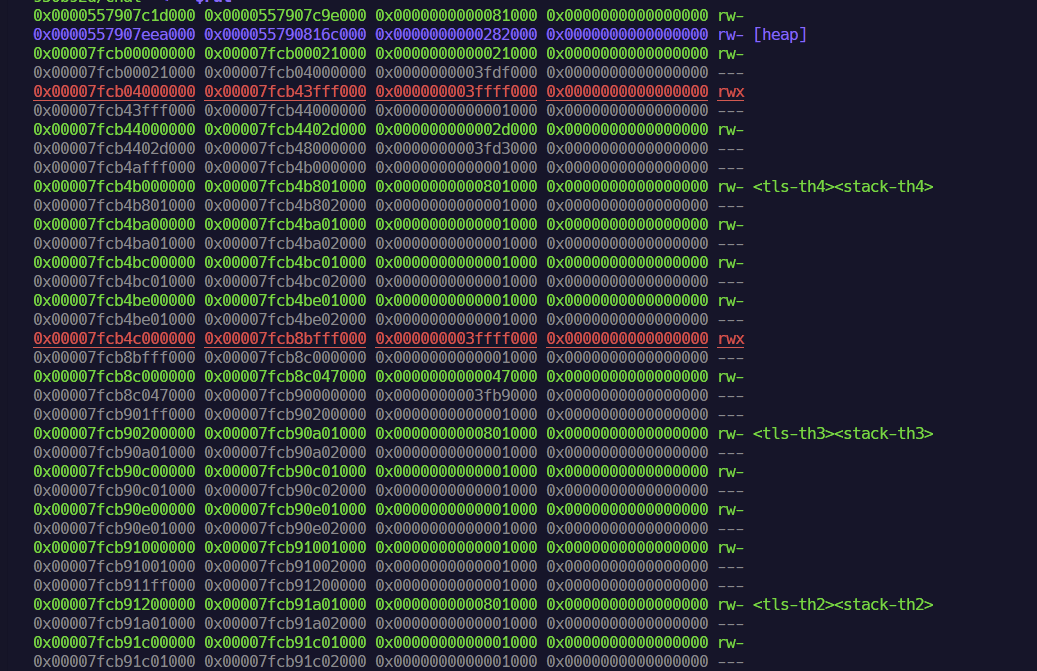 0x0000557907c1d000 0x0000557907c9e000 0x0000000000081000 0x0000000000000000 rw-
0x0000557907eea000 0x000055790816c000 0x0000000000282000 0x0000000000000000 rw- [heap]
0x00007fcb00000000 0x00007fcb00021000 0x0000000000021000 0x0000000000000000 rw-
0x00007fcb00021000 0x00007fcb04000000 0x0000000003fdf000 0x0000000000000000 ---
0x00007fcb04000000 0x00007fcb43fff000 0x000000003ffff000 0x0000000000000000 rwx
0x00007fcb43fff000 0x00007fcb44000000 0x0000000000001000 0x0000000000000000 ---
0x00007fcb44000000 0x00007fcb4402d000 0x000000000002d000 0x0000000000000000 rw-
0x00007fcb4402d000 0x00007fcb48000000 0x0000000003fd3000 0x0000000000000000 ---
0x00007fcb4afff000 0x00007fcb4b000000 0x0000000000001000 0x0000000000000000 ---
0x00007fcb4b000000 0x00007fcb4b801000 0x0000000000801000 0x0000000000000000 rw- <tls-th4><stack-th4>
0x00007fcb4b801000 0x00007fcb4b802000 0x0000000000001000 0x0000000000000000 ---
0x00007fcb4ba00000 0x00007fcb4ba01000 0x0000000000001000 0x0000000000000000 rw-
0x00007fcb4ba01000 0x00007fcb4ba02000 0x0000000000001000 0x0000000000000000 ---
0x00007fcb4bc00000 0x00007fcb4bc01000 0x0000000000001000 0x0000000000000000 rw-
0x00007fcb4bc01000 0x00007fcb4bc02000 0x0000000000001000 0x0000000000000000 ---
0x00007fcb4be00000 0x00007fcb4be01000 0x0000000000001000 0x0000000000000000 rw-
0x00007fcb4be01000 0x00007fcb4be02000 0x0000000000001000 0x0000000000000000 ---
0x00007fcb4c000000 0x00007fcb8bfff000 0x000000003ffff000 0x0000000000000000 rwx
0x00007fcb8bfff000 0x00007fcb8c000000 0x0000000000001000 0x0000000000000000 ---
0x00007fcb8c000000 0x00007fcb8c047000 0x0000000000047000 0x0000000000000000 rw-
0x00007fcb8c047000 0x00007fcb90000000 0x0000000003fb9000 0x0000000000000000 ---
0x00007fcb901ff000 0x00007fcb90200000 0x0000000000001000 0x0000000000000000 ---
0x00007fcb90200000 0x00007fcb90a01000 0x0000000000801000 0x0000000000000000 rw- <tls-th3><stack-th3>
0x00007fcb90a01000 0x00007fcb90a02000 0x0000000000001000 0x0000000000000000 ---
0x00007fcb90c00000 0x00007fcb90c01000 0x0000000000001000 0x0000000000000000 rw-
0x00007fcb90c01000 0x00007fcb90c02000 0x0000000000001000 0x0000000000000000 ---
0x00007fcb90e00000 0x00007fcb90e01000 0x0000000000001000 0x0000000000000000 rw-
0x00007fcb90e01000 0x00007fcb90e02000 0x0000000000001000 0x0000000000000000 ---
0x00007fcb91000000 0x00007fcb91001000 0x0000000000001000 0x0000000000000000 rw-
0x00007fcb91001000 0x00007fcb91002000 0x0000000000001000 0x0000000000000000 ---
0x00007fcb911ff000 0x00007fcb91200000 0x0000000000001000 0x0000000000000000 ---
0x00007fcb91200000 0x00007fcb91a01000 0x0000000000801000 0x0000000000000000 rw- <tls-th2><stack-th2>
0x00007fcb91a01000 0x00007fcb91a02000 0x0000000000001000 0x0000000000000000 ---
0x00007fcb91c00000 0x00007fcb91c01000 0x0000000000001000 0x0000000000000000 rw-
0x00007fcb91c01000 0x00007fcb91c02000 0x0000000000001000 0x0000000000000000 ---